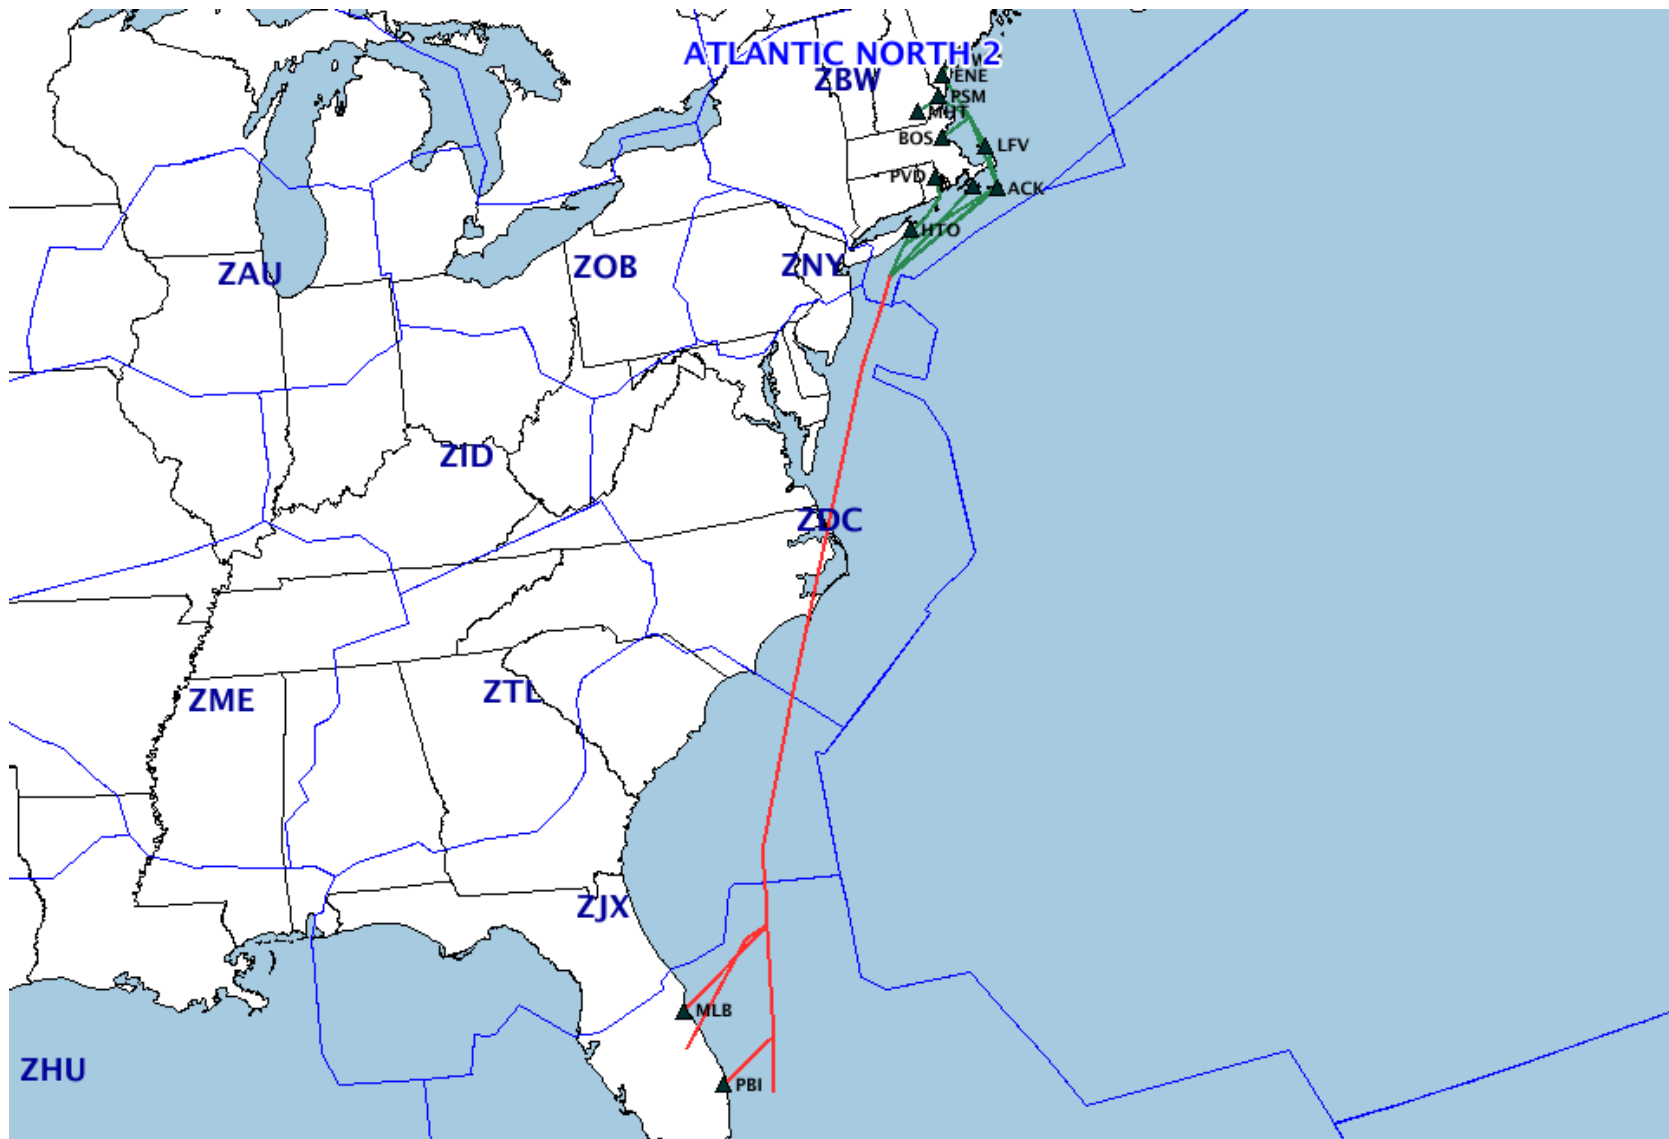 ATLANTIC NORTH 2
ZBW
ENE
PSM
MHT
BOS
LFV
PVD
ACK
HTO
ZAU
ZOB
ZNY
ZID
ZDC
ZME
ZTL
ZJX
MLB
ZHU
PBI